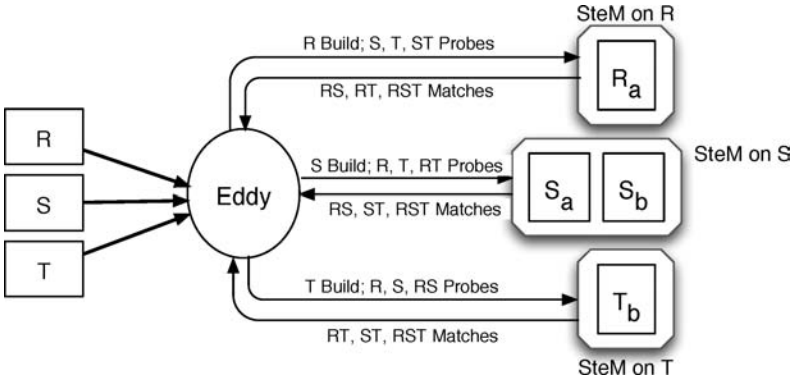 SteM on R
R Build; S, T, ST Probes
RS, RT, RST Matches
Ra
R
S
T
Eddy
S Build; R, T, RT Probes
RS, ST, RST Matches
Sa
Sb
SteM on S
T Build; R, S, RS Probes
RT, ST, RST Matches
Tb
SteM on T